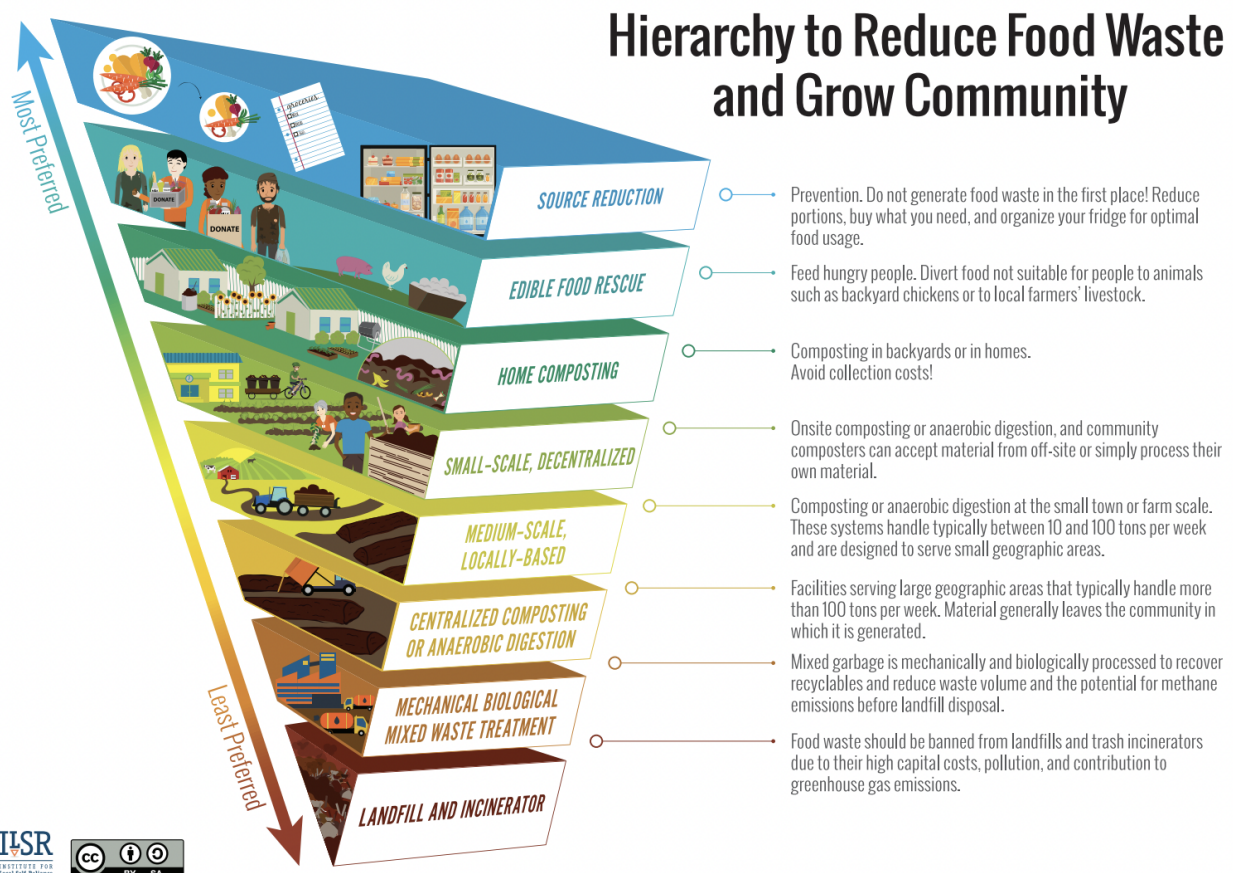 Hierarchy to Reduce Food Waste
and Grow Community
Most Preferred
groceries
DONATE
DONATE
SOURCE REDUCTION
Prevention. Do not generate food waste in the first place! Reduce
portions, buy what you need, and organize your fridge for optimal
food usage.
EDIBLE FOOD RESCUE
Feed hungry people. Divert food not suitable for people to animals
such as backyard chickens or to local farmers' livestock.
HOME COMPOSTING
Composting in backyards or in homes.
Avoid collection costs!
SMALL-SCALE, DECENTRALIZED
Onsite composting or anaerobic digestion, and community
composters can accept material from off-site or simply process their
own material.
MEDIUM-SCALE,
LOCALLY-BASED
Composting or anaerobic digestion at the small town or farm scale.
These systems handle typically between 10 and 100 tons per week
and are designed to serve small geographic areas.
CENTRALIZED COMPOSTING
OR ANAEROBIC DIGESTION
Facilities serving large geographic areas that typically handle more
than 100 tons per week. Material generally leaves the community in
which it is generated.
MECHANICAL BIOLOGICAL
MIXED WASTE TREATMENT
Mixed garbage is mechanically and biologically processed to recover
recyclables and reduce waste volume and the potential for methane
emissions before landfill disposal.
Least Preferred
LANDFILL AND INCINERATOR
Food waste should be banned from landfills and trash incinerators
due to their high capital costs, pollution, and contribution to
greenhouse gas emissions.
ILSR
INSTITUTE FOR
cc